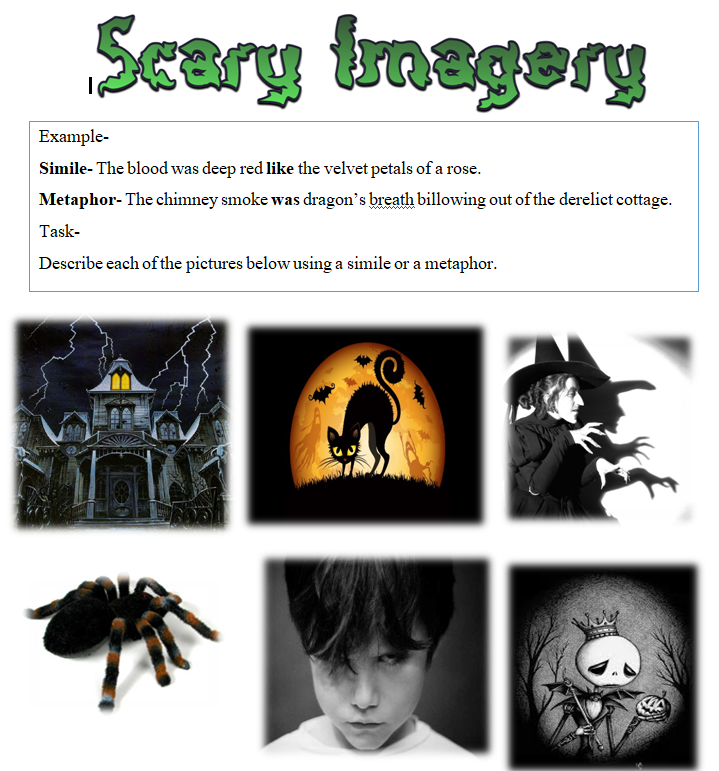 Scary Imagery
Example-
Simile- The blood was deep red like the velvet petals of a rose.
Metaphor- The chimney smoke was dragon’s breath billowing out of the derelict cottage.
Task-
Describe each of the pictures below using a simile or a metaphor.